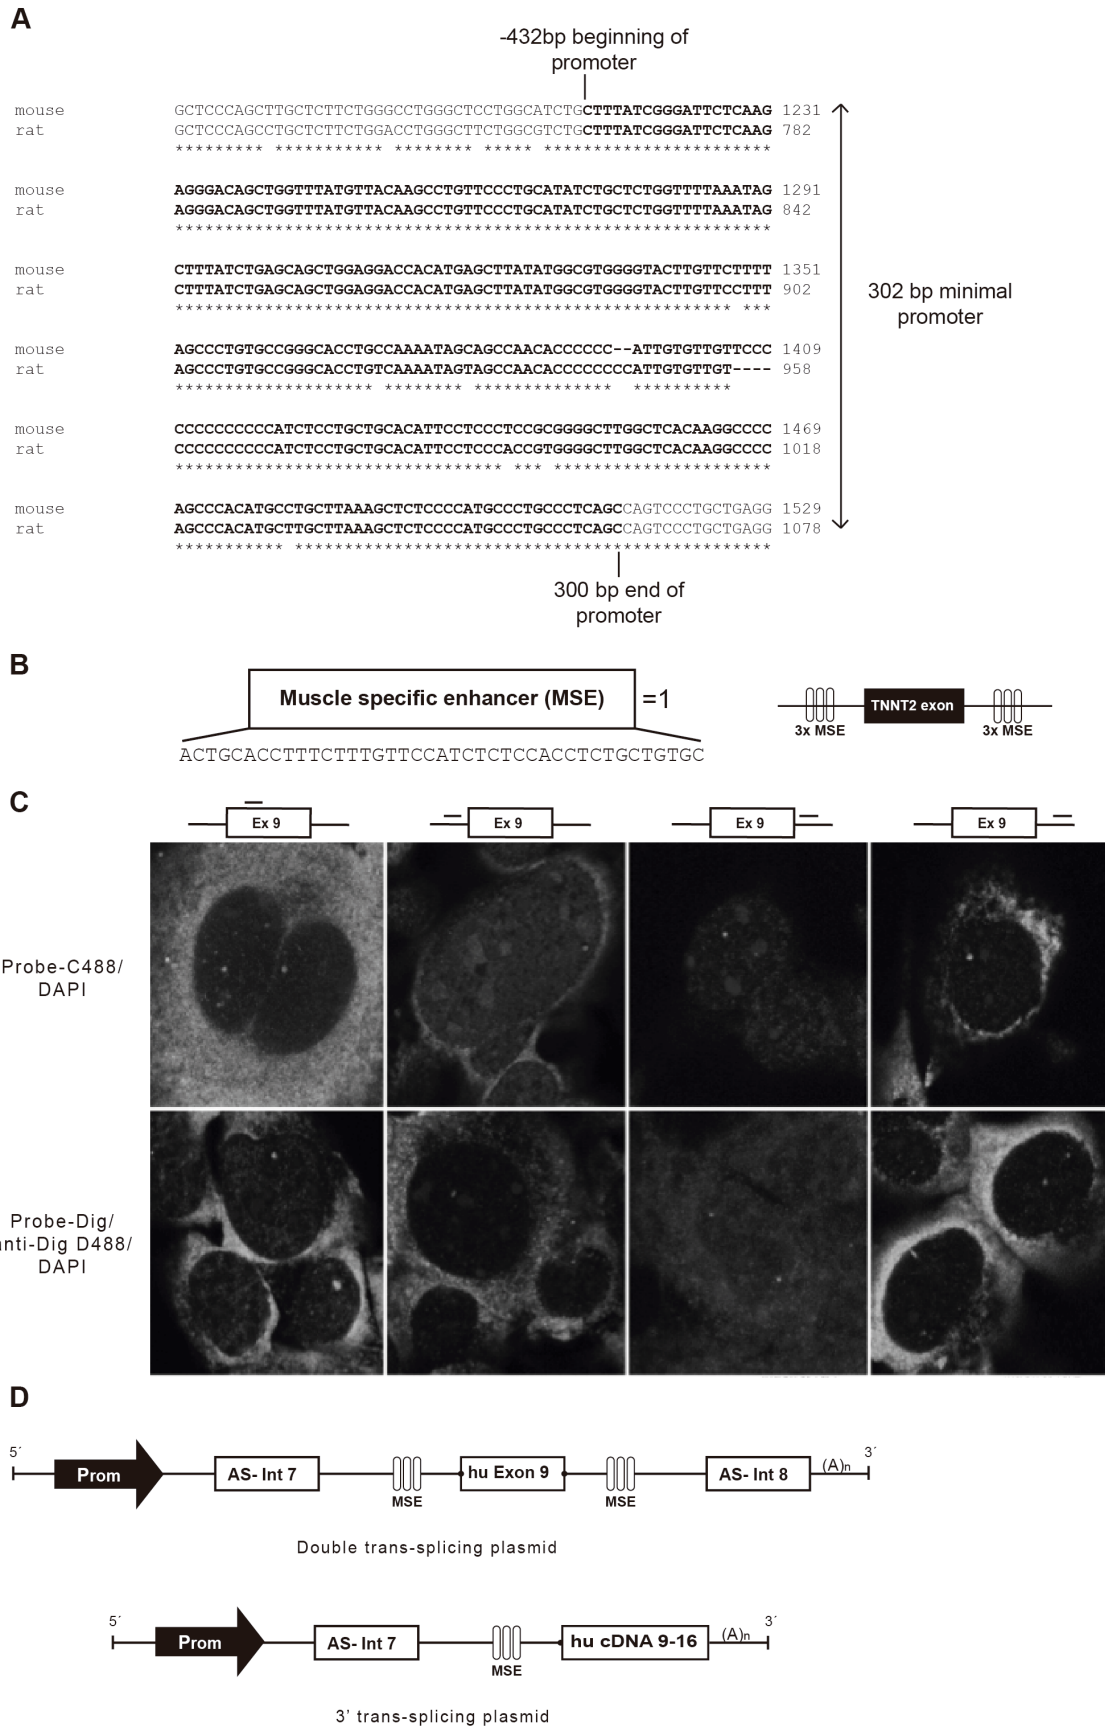 A
-432bp beginning of
promoter
mouse GCTCCCAGCTTGCTCTTCTGGGCCTGGGCTCCTGGCATCTGCTTTATCGGGATTCTCAAG 1231
rat GCTCCCAGCCTGCTCTTCTGGACCTGGGCTTCTGGCGTCTGCTTTATCGGGATTCTCAAG 782
********* *********** ******** ***** ***********************
mouse AGGGACAGCTGGTTTATGTTACAAGCCTGTTCCCTGCATATCTGCTCTGGTTTTAAATAG 1291
rat AGGGACAGCTGGTTTATGTTACAAGCCTGTTCCCTGCATATCTGCTCTGGTTTTAAATAG 842
************************************************************
mouse CTTTATCTGAGCAGCTGGAGGACCACATGAGCTTATATGGCGTGGGGTACTTGTTCTTTT 1351
rat CTTTATCTGAGCAGCTGGAGGACCACATGAGCTTATATGGCGTGGGGTACTTGTTCCTTT 902
******************************************************** ***
302 bp minimal
promoter
mouse AGCCCTGTGCCGGGCACCTGCCAAAATAGCAGCCAACACCCCCC--ATTGTGTTGTTCCC 1409
rat AGCCCTGTGCCGGGCACCTGTCAAAATAGTAGCCAACACCCCCCCCATTGTGTTGT---- 958
******************** ******** **************  **********
mouse CCCCCCCCCCATCTCCTGCTGCACATTCCTCCCTCCGCGGGGCTTGGCTCACAAGGCCCC 1469
rat CCCCCCCCCCATCTCCTGCTGCACATTCCTCCCACCGTGGGGCTTGGCTCACAAGGCCCC 1018
********************************* *** **********************
mouse AGCCCACATGCCTGCTTAAAGCTCTCCCCATGCCCTGCCCTCAGCCAGTCCCTGCTGAGG 1529
rat AGCCCACATGCTTGCTTAAAGCTCTCCCCATGCCCTGCCCTCAGCCAGTCCCTGCTGAGG 1078
*********** ************************************************
300 bp end of
promoter
B
Muscle specific enhancer (MSE) =1
ACTGCACCTTTCTTTGTTCCATCTCTCCACCTCTGCTGTGC
TNNT2 exon
3x MSE 3x MSE
C
Ex 9 Ex 9 Ex 9 Ex 9
Probe-C488/
DAPI
Probe-Dig/
anti-Dig D488/
DAPI
D
5´ Prom AS- Int 7 hu Exon 9 AS- Int 8 (A)n 3´
MSE MSE
Double trans-splicing plasmid
5´ Prom AS- Int 7 hu cDNA 9-16 (A)n 3´
MSE
3’ trans-splicing plasmid